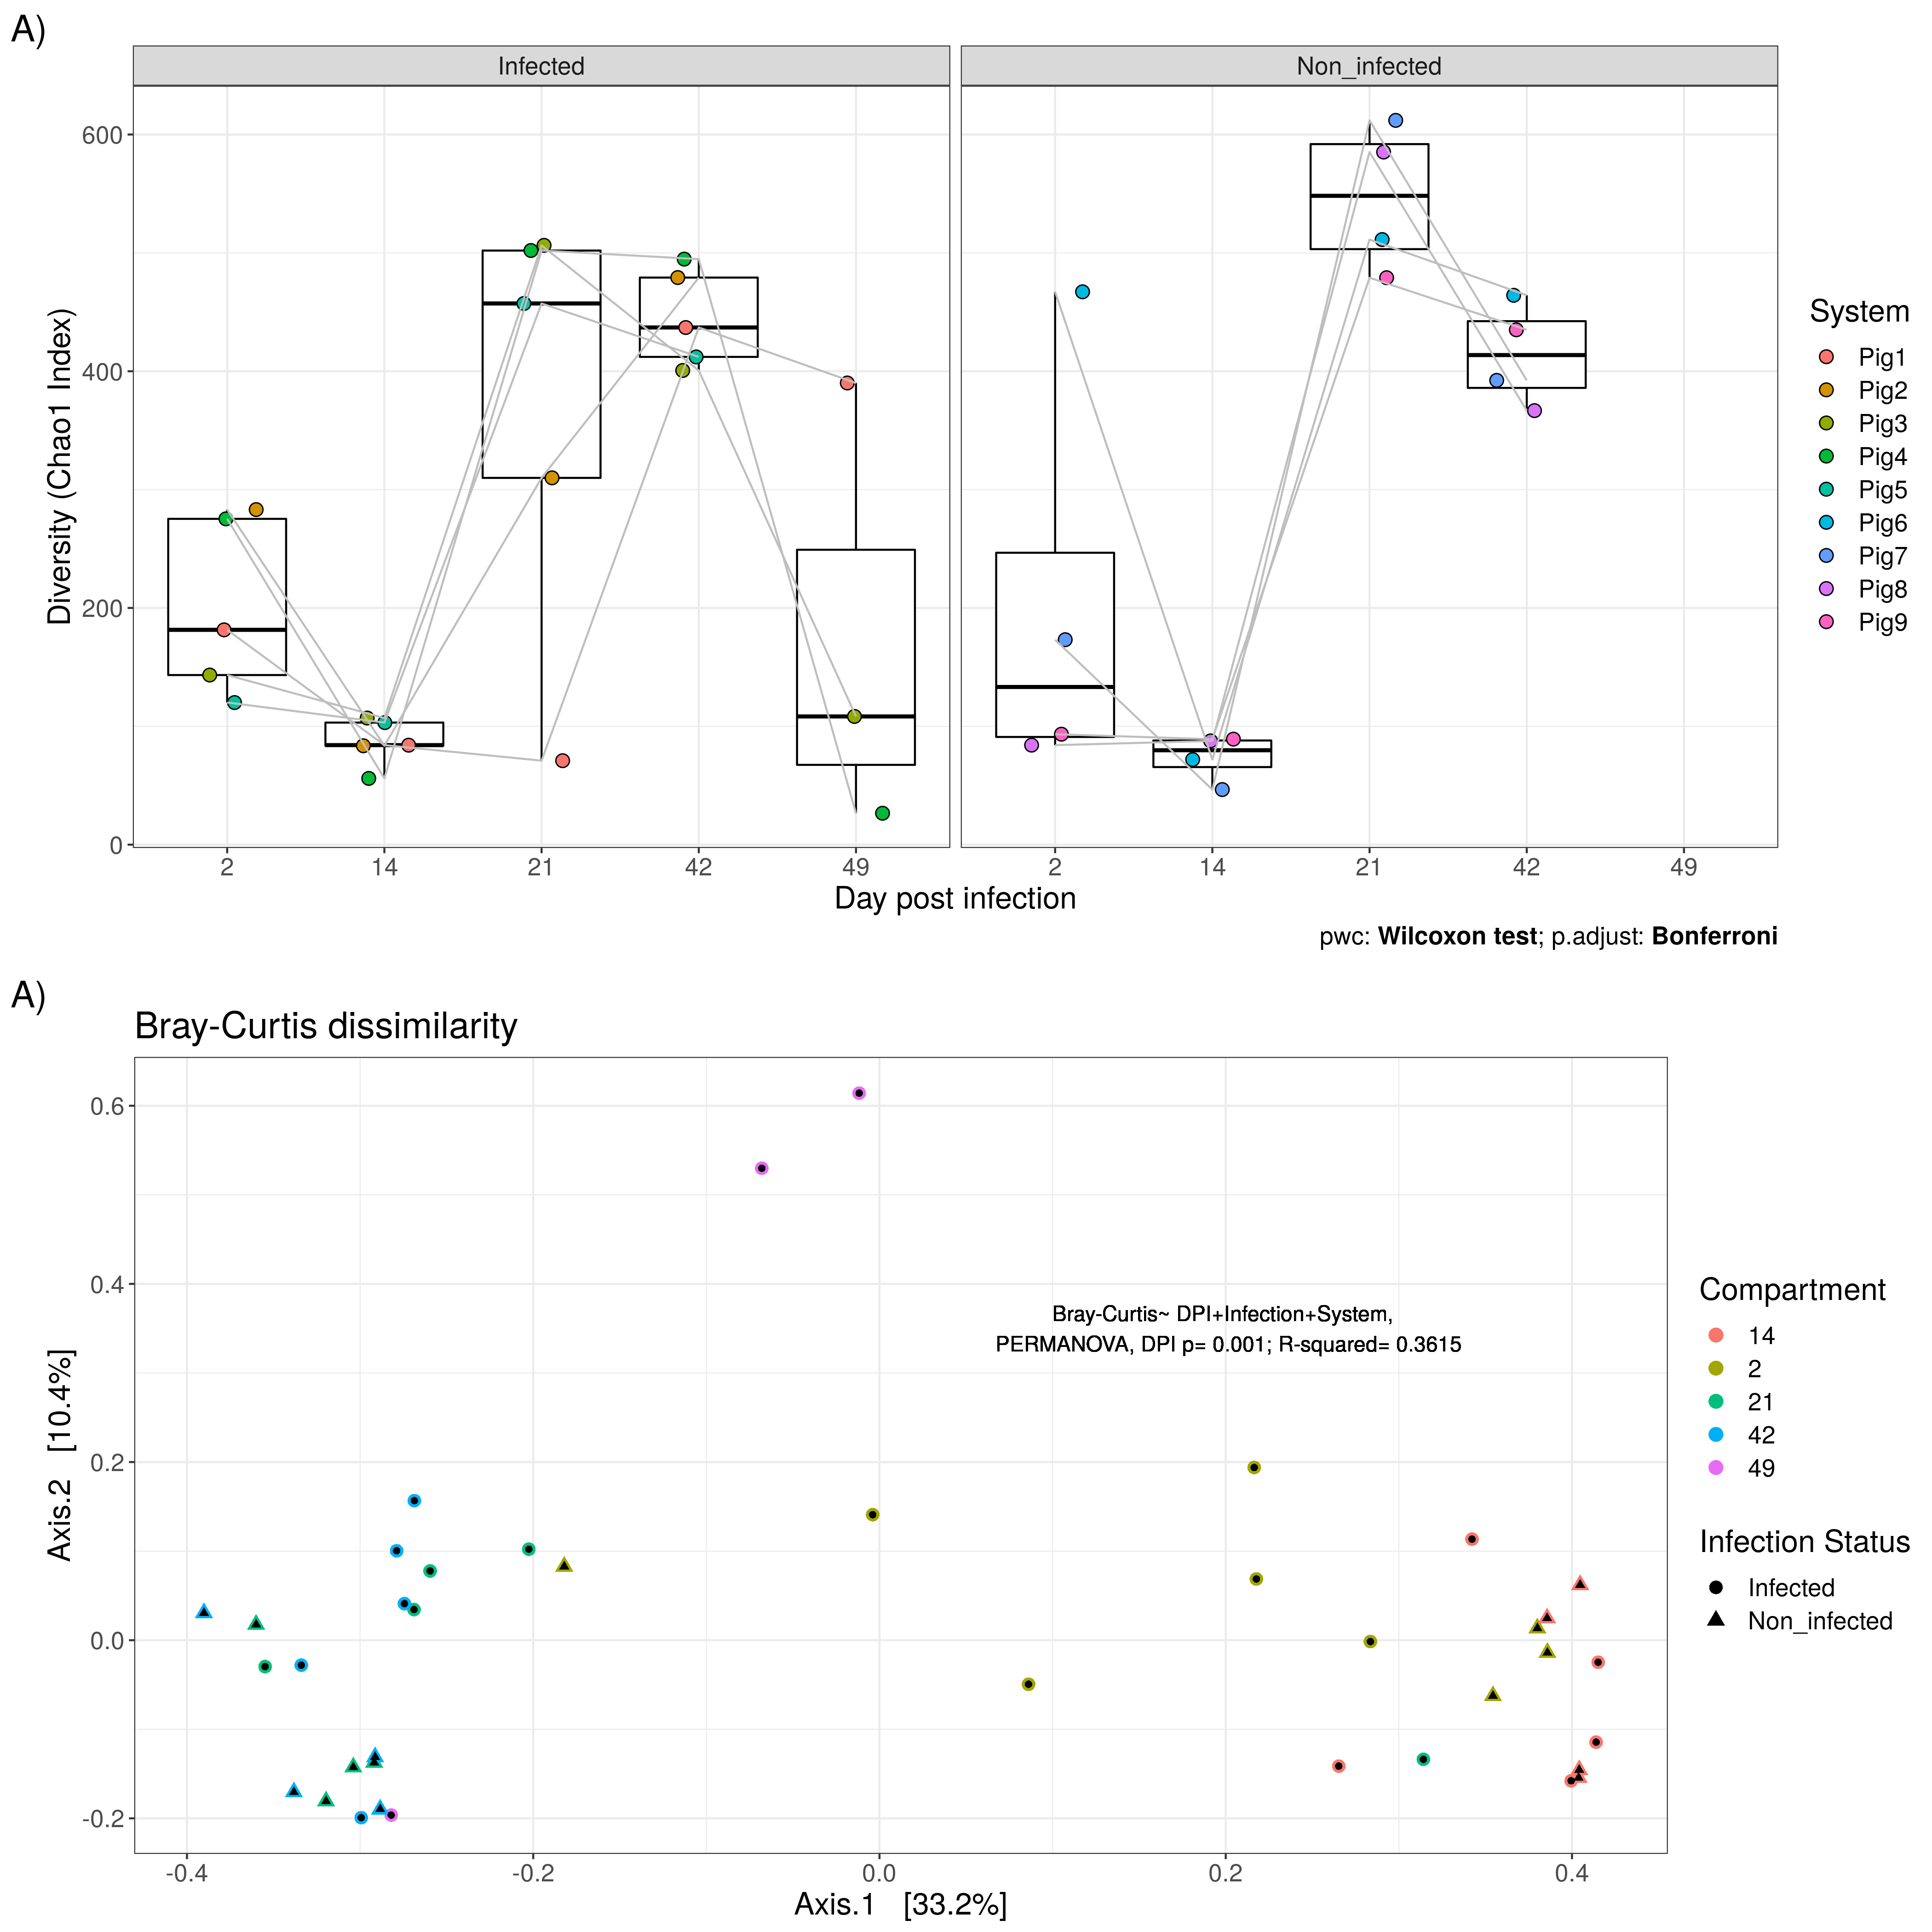 A)
Infected
Non_infected
600
400
200
0
Diversity (Chao1 Index)
2 14 21 42 49
2 14 21 42 49
Day post infection
pwc: Wilcoxon test; p.adjust: Bonferroni
System
Pig1
Pig2
Pig3
Pig4
Pig5
Pig6
Pig7
Pig8
Pig9
A)
Bray-Curtis dissimilarity
0.6
0.4
0.2
0.0
-0.2
Axis.2 [10.4%]
Bray-Curtis~ DPI+Infection+System,
PERMANOVA, DPI p= 0.001; R-squared= 0.3615
-0.4 -0.2 0.0 0.2 0.4
Axis.1 [33.2%]
Compartment
14
2
21
42
49
Infection Status
Infected
Non_infected